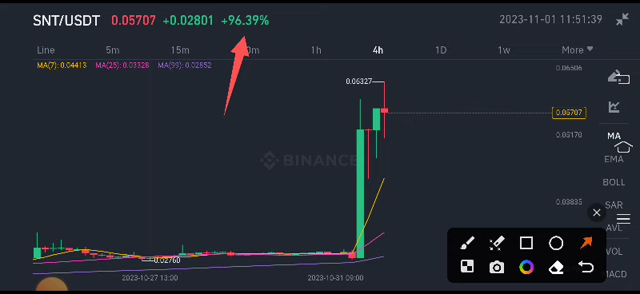 SNT/USDT 0.05707 +0.02801 +96.39% 2023-11-01 11:51:39
Line 5m 15m 1h 4h 1D 1w More
MA(7): 0.04413 MA(25): 0.03328 MA(99): 0.02852
0.06506
0.06327
0.05707
0.05170
MA
BINANCE
EMA
BOLL
0.03835
SAR
AVL
VOL
0.02760
MACD
2023-10-27 13:00 2023-10-31 09:00